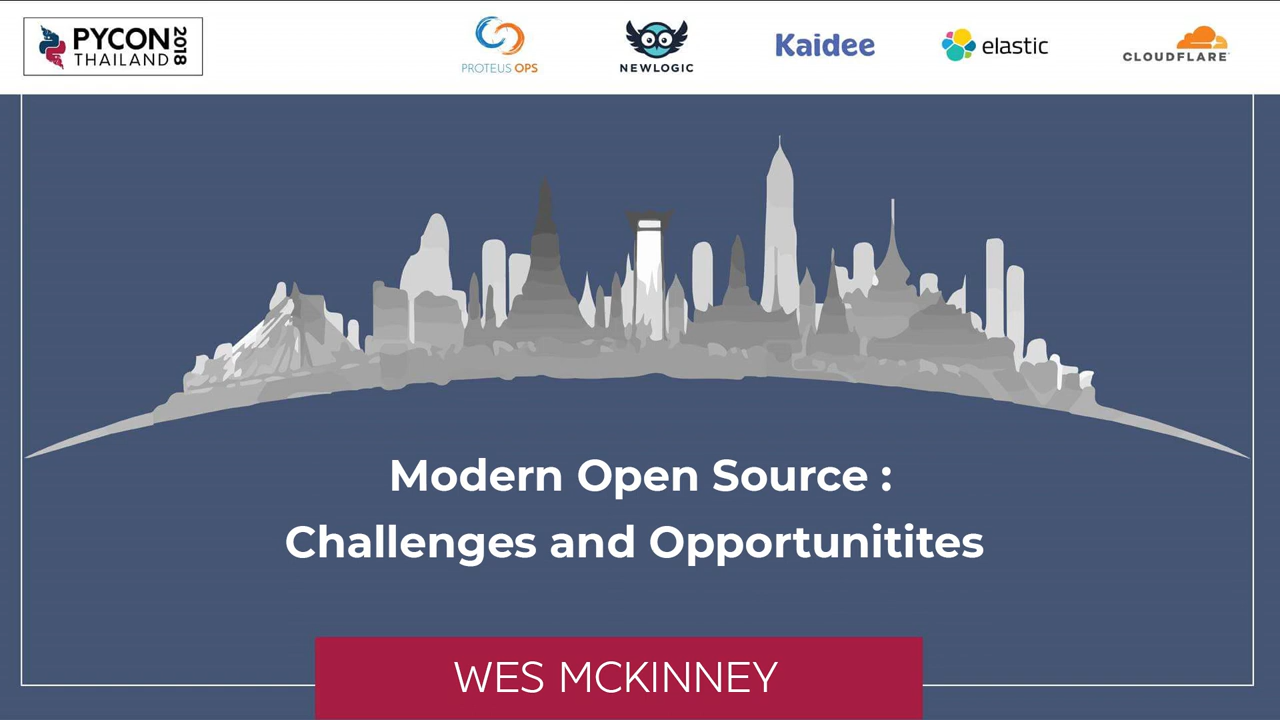 PYCON
THAILAND
2018
PROTEUS OPS
NEWLOGIC
Kaidee
elastic
CLOUDFLARE
Modern Open Source :
Challenges and Opportunitites
WES MCKINNEY